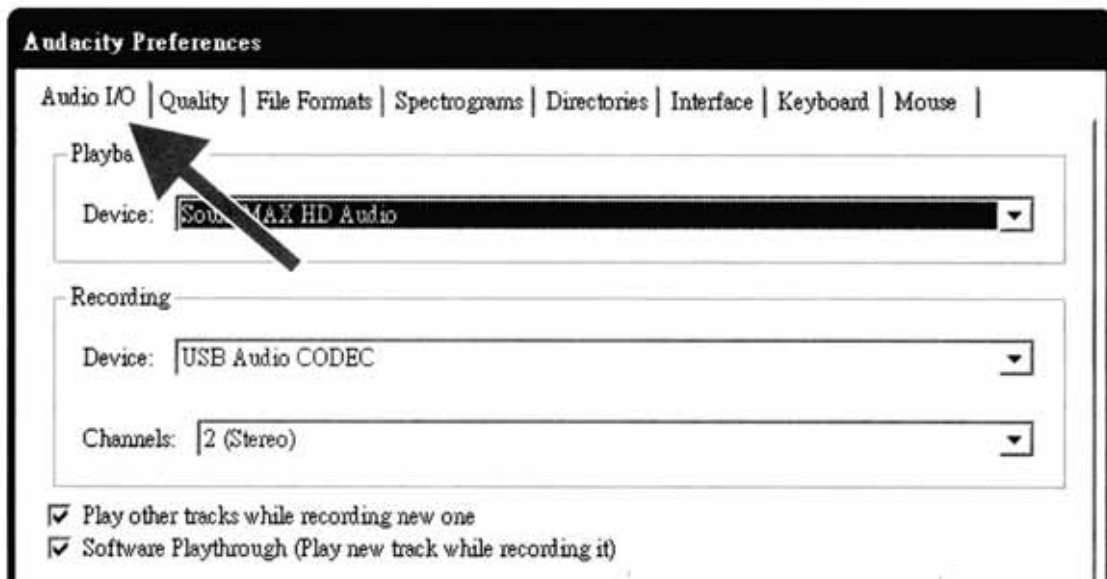 Audacity Preferences
Audio I/O Quality File Formats Spectrograms Directories Interface Keyboard Mouse
Device: MAX HD Audio
Recording
Device: USB Audio CODEC
Channels: 2 (Stereo)
Play other tracks while recording new one
Software Playthrough (Play new track while recording it)